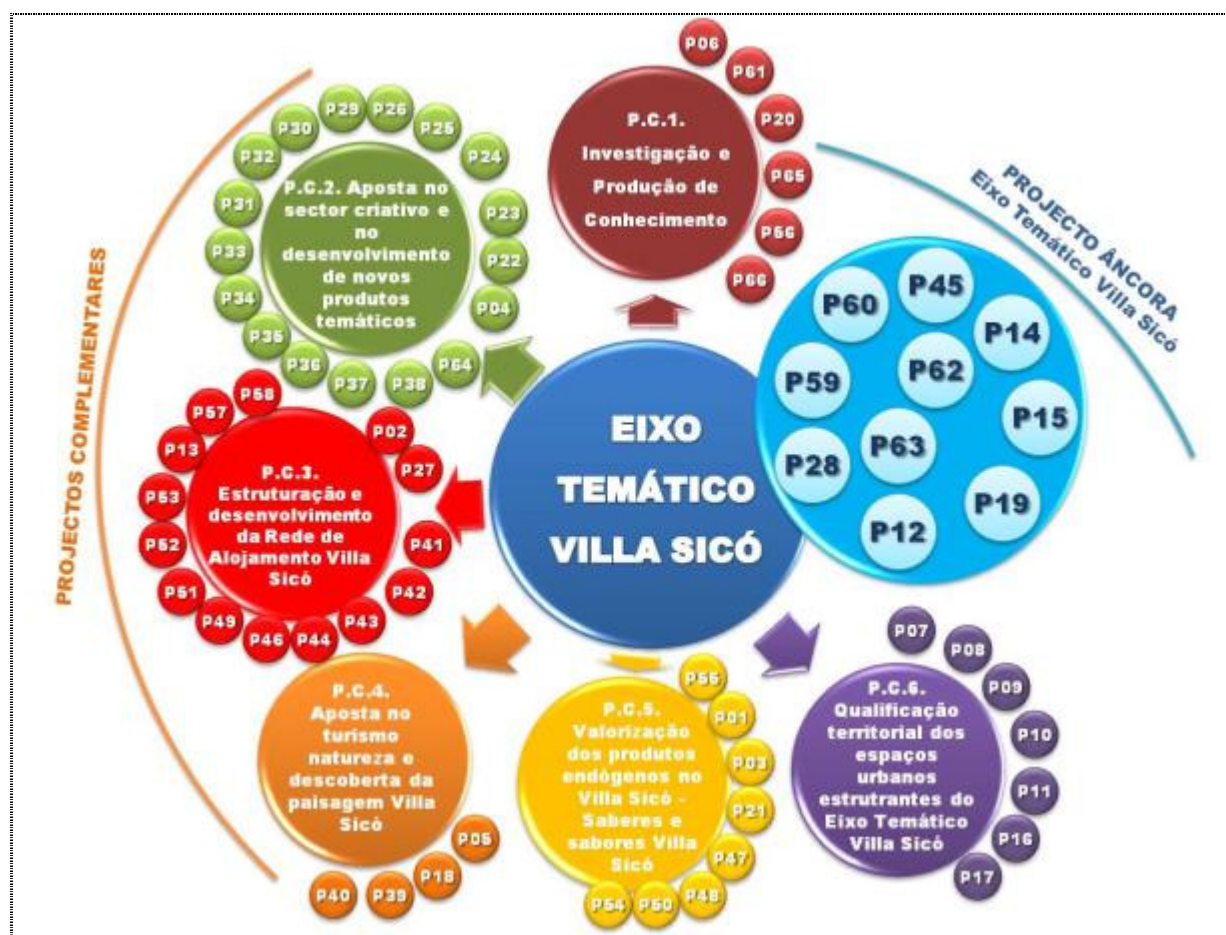 PROJECTOS COMPLEMENTARES
PROJECTO ÂNCORA
Eixo Temático Villa Sicó
EIXO
TEMÁTICO
VILLA SICÓ
P.C.1.
Investigação e
Produção de
Conhecimento
P06
P61
P20
P65
P56
P66
P.C.2. Aposta no
sector criativo e
no
desenvolvimento
de novos
produtos
temáticos
P29
P26
P25
P24
P23
P22
P04
P64
P38
P37
P36
P35
P34
P33
P31
P32
P30
P.C.3.
Estruturação e
desenvolvimento
da Rede de
Alojamento Villa
Sicó
P58
P57
P13
P53
P52
P51
P49
P46
P44
P43
P42
P41
P27
P02
P.C.4.
Aposta no
turismo
natureza e
descoberta da
paisagem Villa
Sicó
P05
P18
P39
P40
P.C.5.
Valorização
dos produtos
endógenos no
Villa Sicó -
Saberes e
sabores Villa
Sicó
P55
P01
P03
P21
P47
P48
P50
P54
P.C.6.
Qualificação
territorial dos
espaços
urbanos
estrutrantes do
Eixo Temático
Villa Sicó
P07
P08
P09
P10
P11
P16
P17
P60
P45
P14
P59
P62
P15
P28
P63
P19
P12